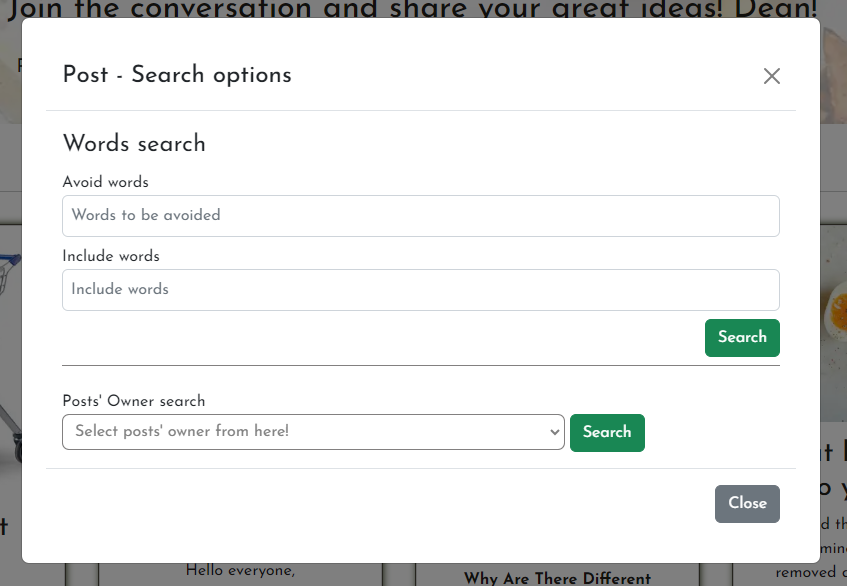 Join the conversation and share your great ideas! Dean!
Post - Search options
Words search
Avoid words
Words to be avoided
Include words
Include words
Search
Posts' Owner search
Select posts' owner from here!
Search
Close
Hello everyone,
Why Are There Different
removed